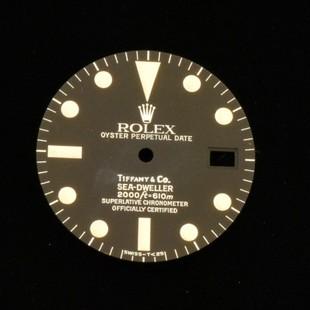 ROLEX
OYSTER PERPETUAL DATE
TIFFANY & CO.
SEA-DWELLER
2000ft=610m
SUPERLATIVE CHRONOMETER
OFFICIALLY CERTIFIED
SWISS-T<25